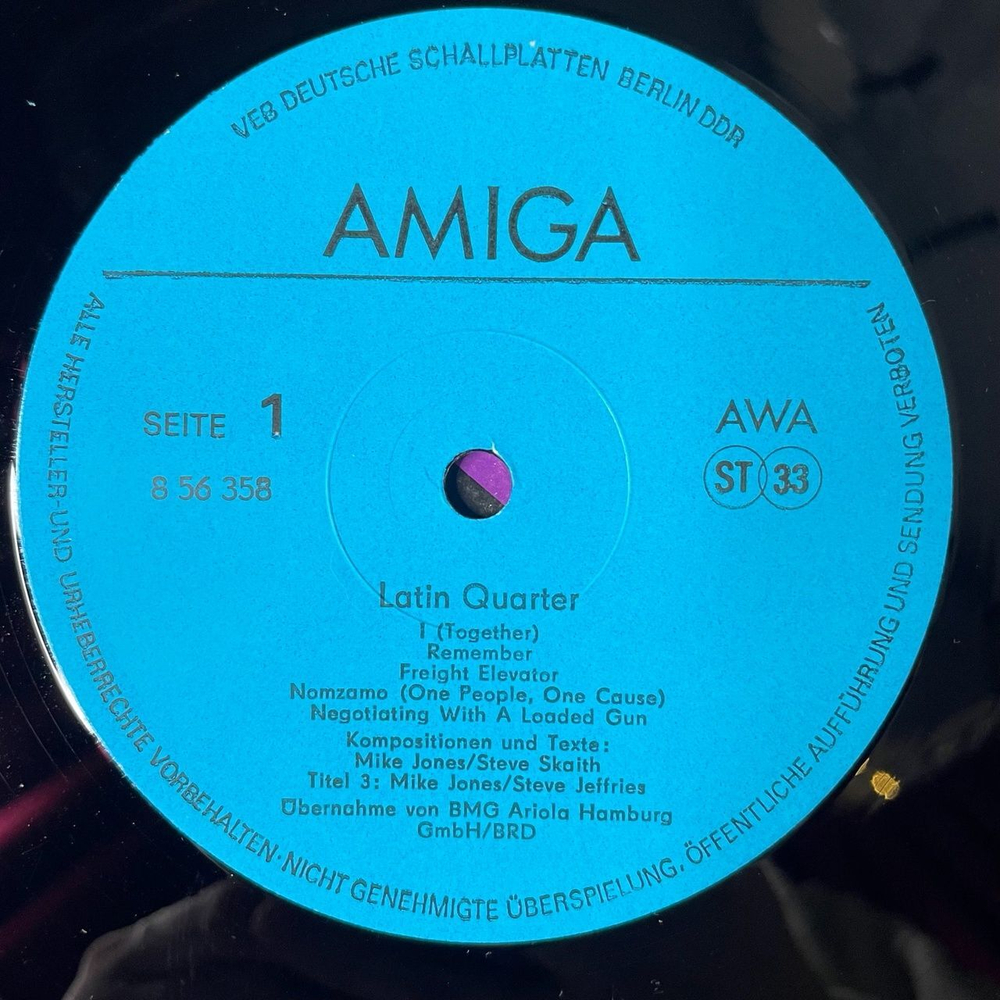 VEB DEUTSCHE SCHALLPLATTEN BERLIN DDR
AMIGA
SEITE 1
8 56 358
AWA
ST 33
Latin Quarter
I (Together)
Remember
Freight Elevator
Nomzamo (One People, One Cause)
Negotiating With A Loaded Gun
Kompositionen und Texte:
Mike Jones/Steve Skaith
Titel 3: Mike Jones/Steve Jeffries
Übernahme von BMG Ariola Hamburg
GmbH/BRD
ALLE HERSTELLER-UND URHEBERRECHTE VORBEHALTEN·NICHT GENEHMIGTE ÜBERSPIELUNG, ÖFFENTLICHE AUFFÜHRUNG UND SENDUNG VERBOTEN